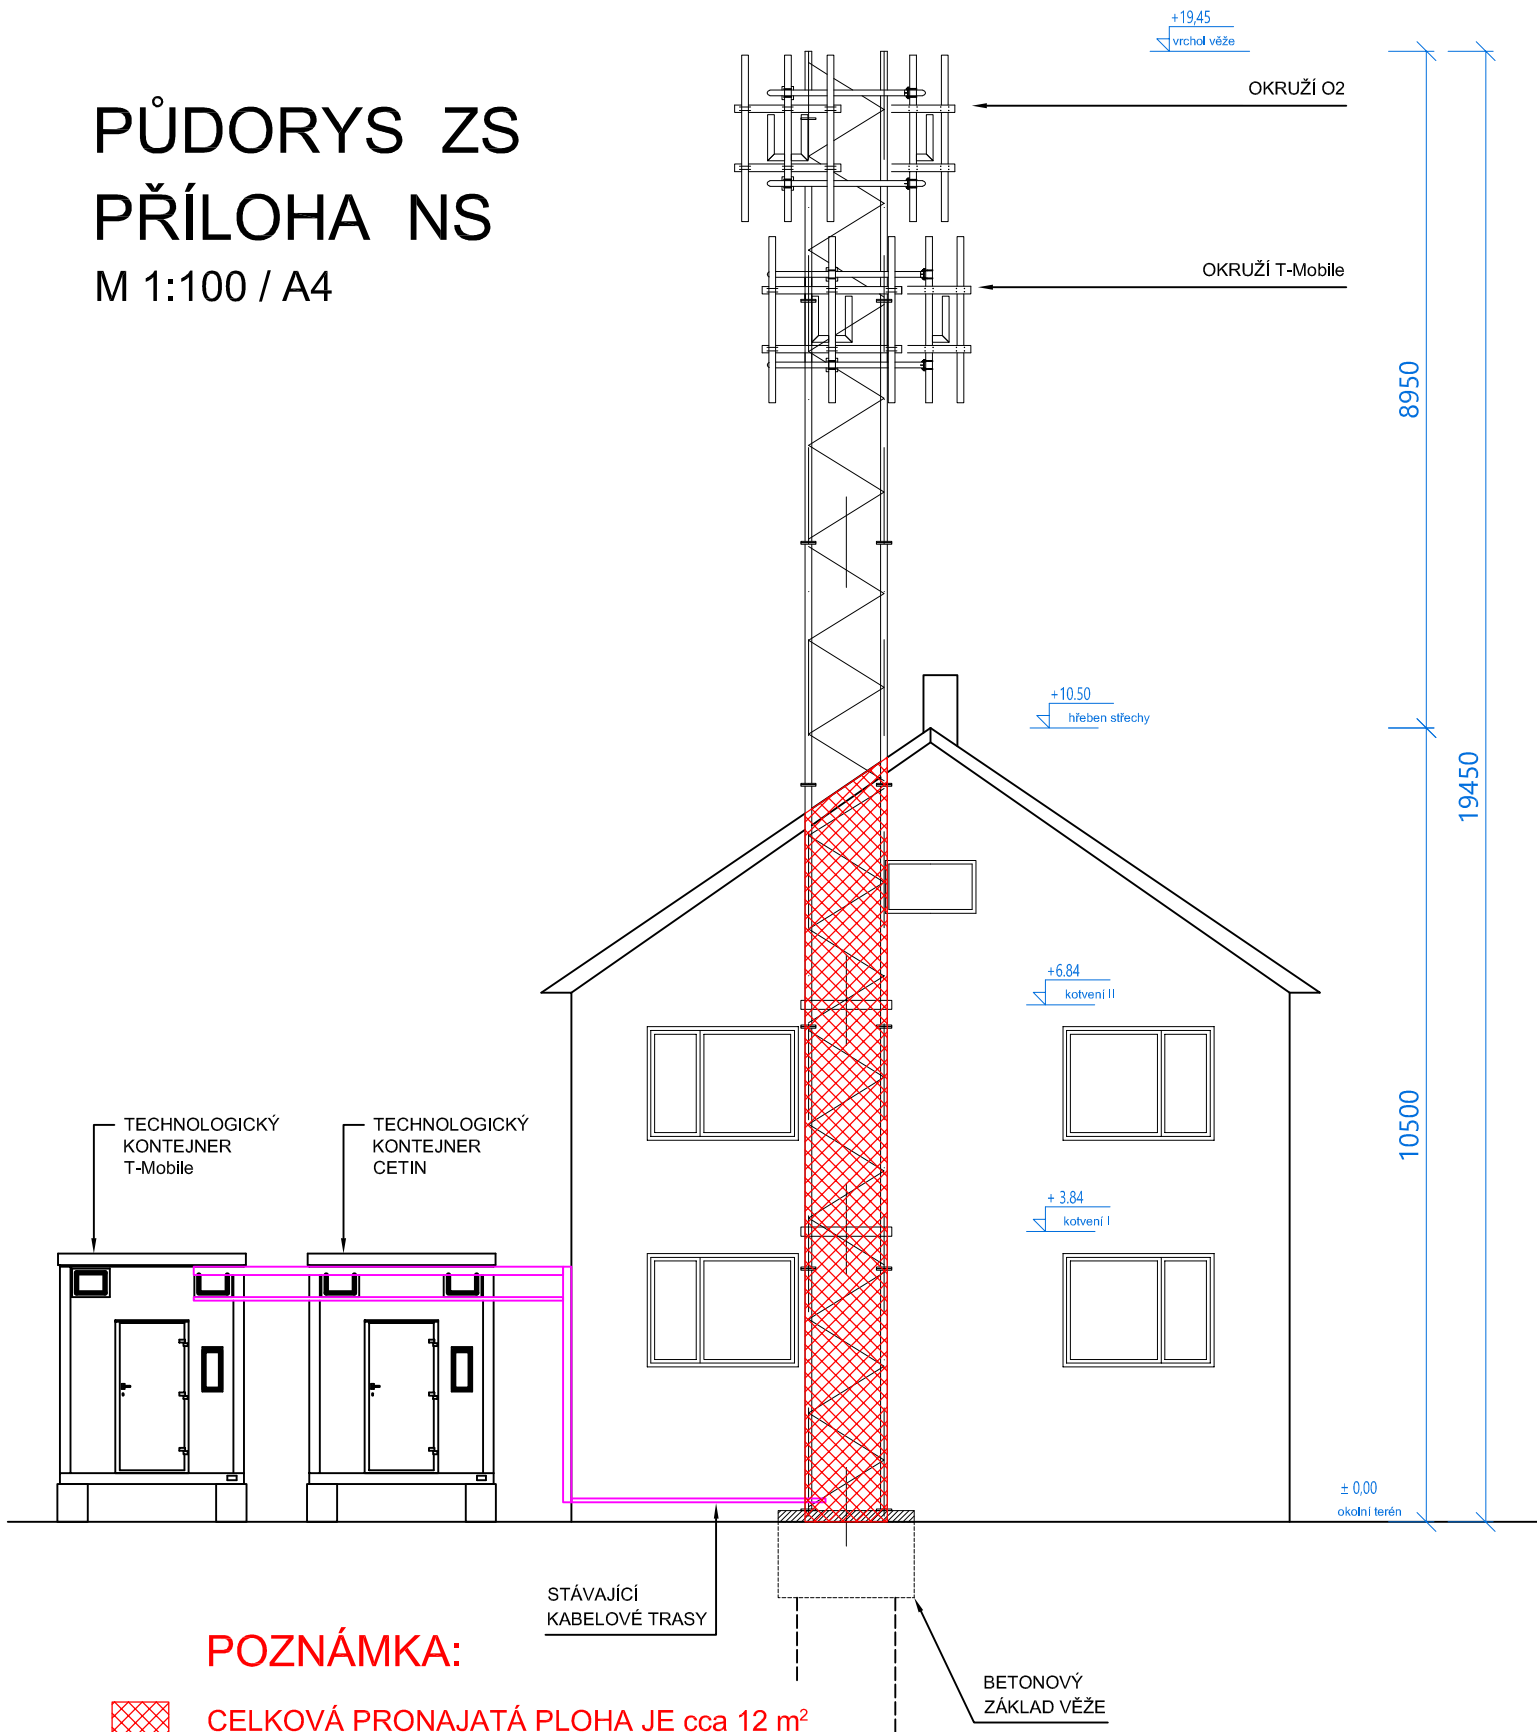 PŮDORYS ZS
PŘÍLOHA NS
M 1:100 / A4
+19,45
vrchol věže
OKRUŽÍ O2
OKRUŽÍ T-Mobile
8950
+10.50
hřeben střechy
19450
+6.84
kotvení II
10500
TECHNOLOGICKÝ
KONTEJNER
T-Mobile
TECHNOLOGICKÝ
KONTEJNER
CETIN
+ 3.84
kotvení I
± 0,00
okolní terén
STÁVAJÍCÍ
KABELOVÉ TRASY
POZNÁMKA:
BETONOVÝ
ZÁKLAD VĚŽE
CELKOVÁ PRONAJATÁ PLOHA JE cca 12 m²